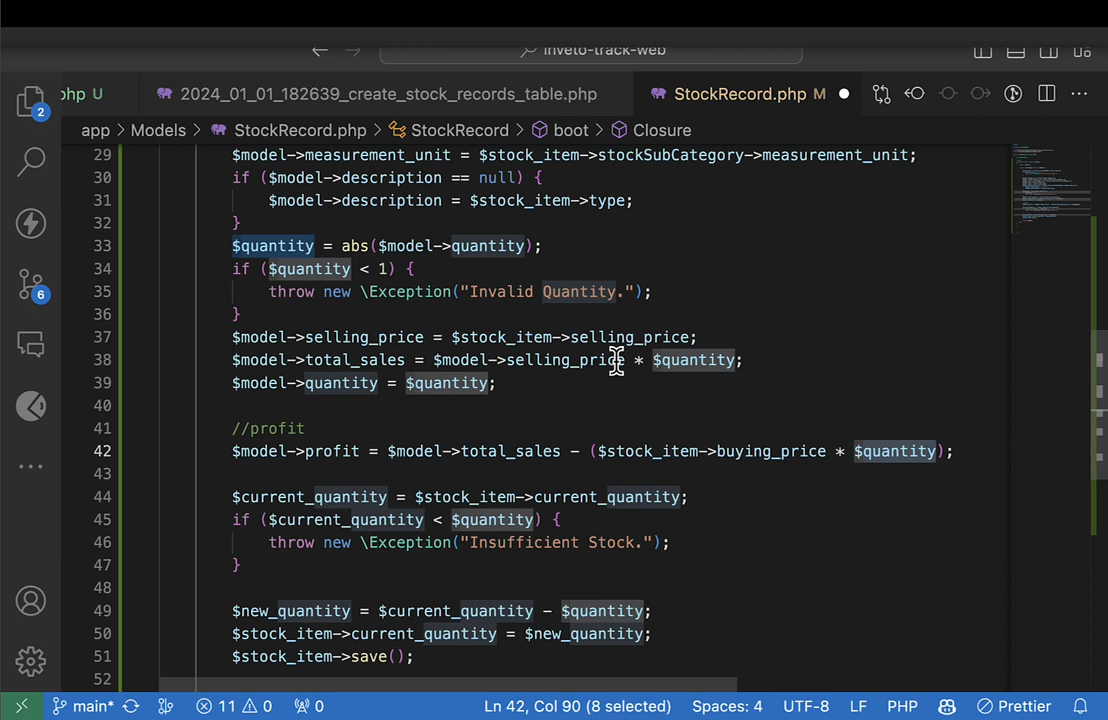 inveto-track-web
php U
2024_01_01_182639_create_stock_records_table.php
StockRecord.php M
app > Models > StockRecord.php > StockRecord > boot > Closure
29 $model->measurement_unit = $stock_item->stockSubCategory->measurement_unit;
30 if ($model->description == null) {
31 $model->description = $stock_item->type;
32 }
33 $quantity = abs($model->quantity);
34 if ($quantity < 1) {
35 throw new \Exception("Invalid Quantity.");
36 }
37 $model->selling_price = $stock_item->selling_price;
38 $model->total_sales = $model->selling_price * $quantity;
39 $model->quantity = $quantity;
40
41 //profit
42 $model->profit = $model->total_sales - ($stock_item->buying_price * $quantity);
43
44 $current_quantity = $stock_item->current_quantity;
45 if ($current_quantity < $quantity) {
46 throw new \Exception("Insufficient Stock.");
47 }
48
49 $new_quantity = $current_quantity - $quantity;
50 $stock_item->current_quantity = $new_quantity;
51 $stock_item->save();
52
2
6
main* 11 0 0 Ln 42, Col 90 (8 selected) Spaces: 4 UTF-8 LF PHP Prettier